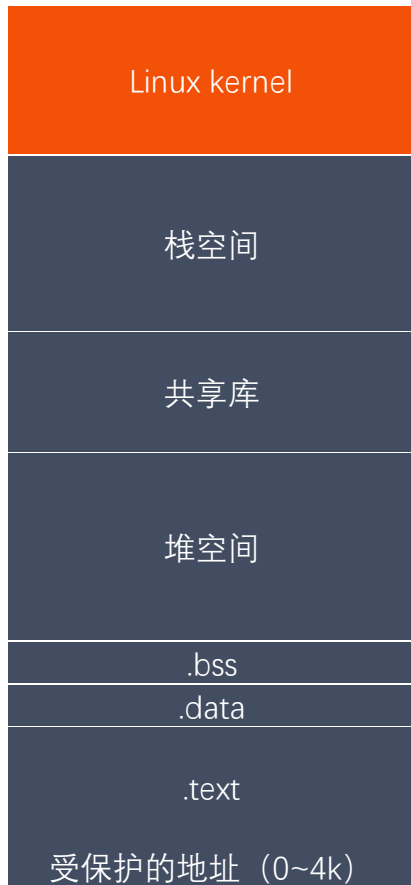 Linux kernel
栈空间
共享库
堆空间
.bss
.data
.text
受保护的地址（0~4k）